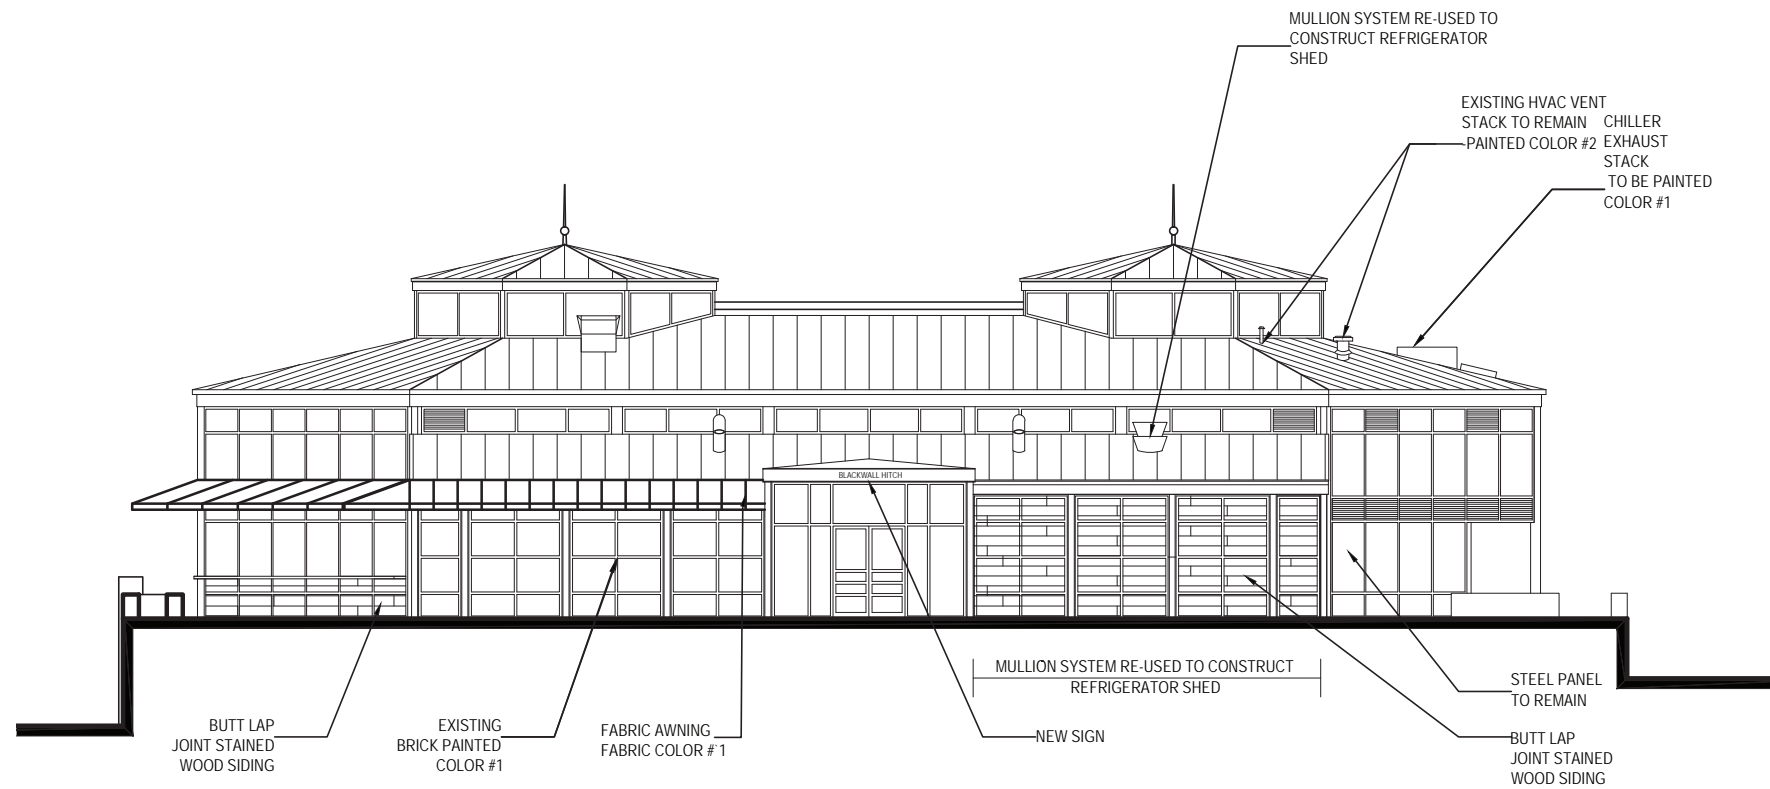 MULLION SYSTEM RE-USED TO
CONSTRUCT REFRIGERATOR
SHED
EXISTING HVAC VENT
STACK TO REMAIN
PAINTED COLOR #2
CHILLER
EXHAUST
STACK
TO BE PAINTED
COLOR #1
BLACKWALL HITCH
MULLION SYSTEM RE-USED TO CONSTRUCT
REFRIGERATOR SHED
STEEL PANEL
TO REMAIN
BUTT LAP
JOINT STAINED
WOOD SIDING
EXISTING
BRICK PAINTED
COLOR #1
FABRIC AWNING
FABRIC COLOR #1
NEW SIGN
BUTT LAP
JOINT STAINED
WOOD SIDING